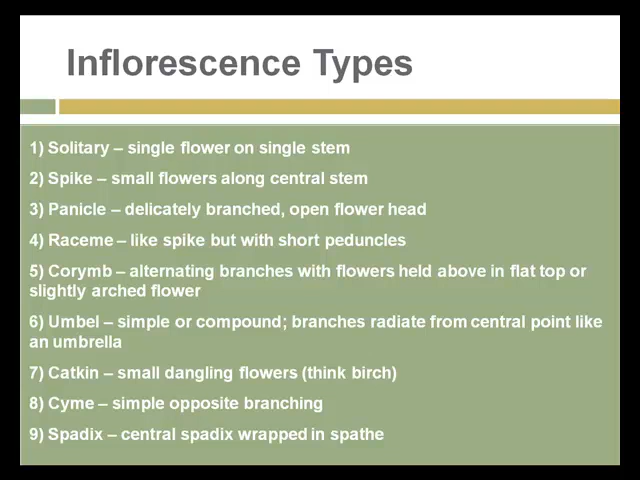 Inflorescence Types
1) Solitary – single flower on single stem
2) Spike – small flowers along central stem
3) Panicle – delicately branched, open flower head
4) Raceme – like spike but with short peduncles
5) Corymb – alternating branches with flowers held above in flat top or
slightly arched flower
6) Umbel – simple or compound; branches radiate from central point like
an umbrella
7) Catkin – small dangling flowers (think birch)
8) Cyme – simple opposite branching
9) Spadix – central spadix wrapped in spathe